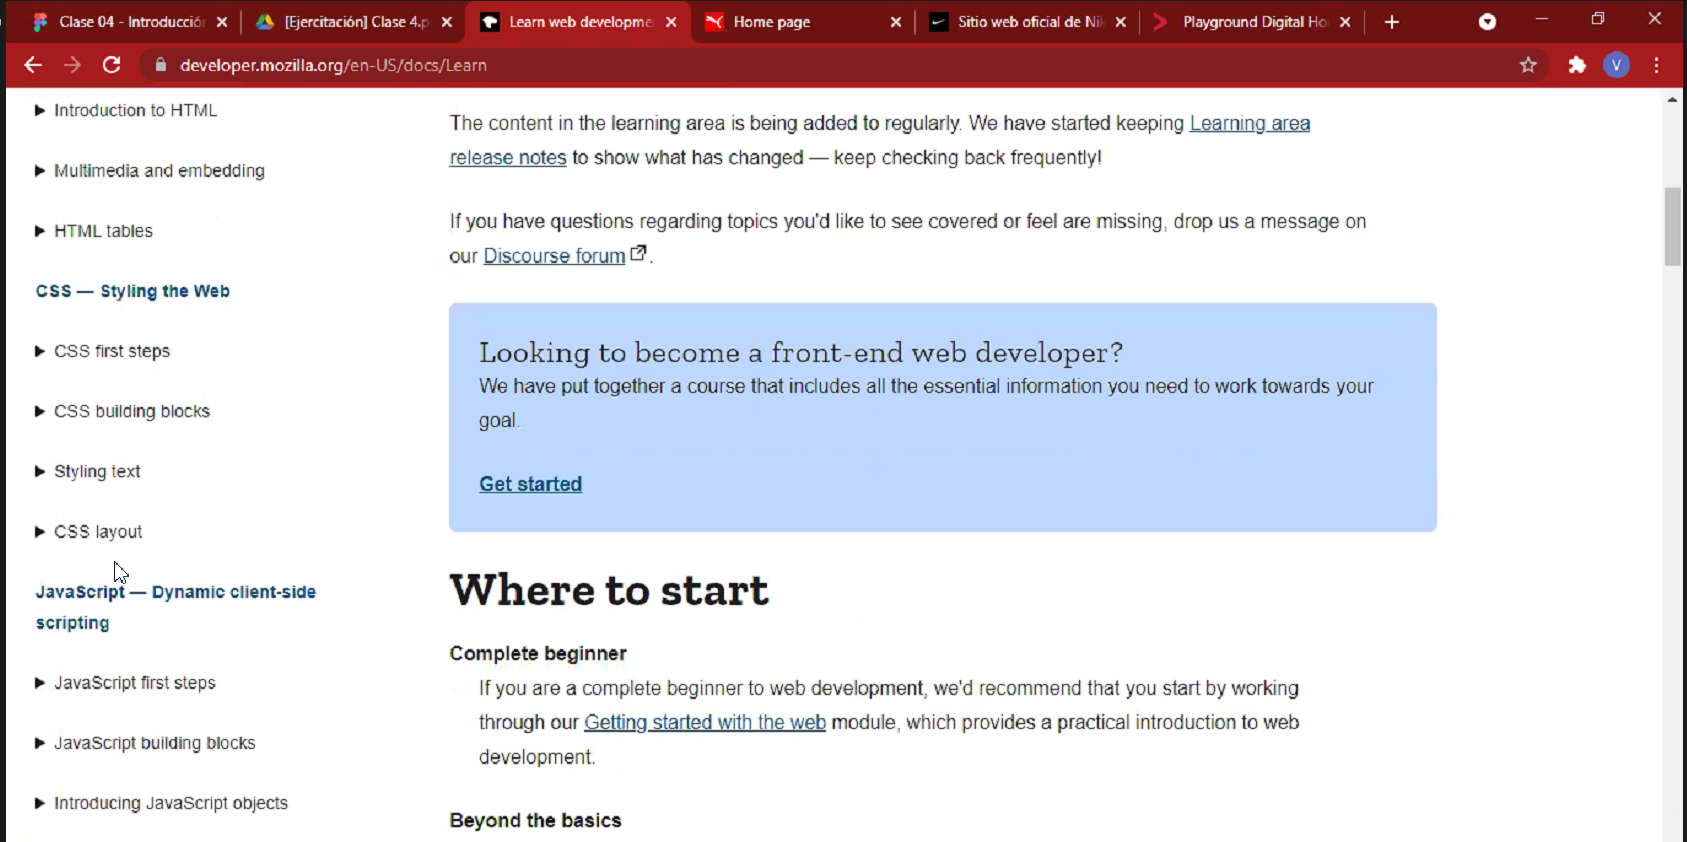 Clase 04 - Introducció
[Ejercitación] Clase 4.p
Learn web developme
Home page
Sitio web oficial de Nik
Playground Digital Ho
developer.mozilla.org/en-US/docs/Learn
V
Introduction to HTML
Multimedia and embedding
HTML tables
CSS — Styling the Web
CSS first steps
CSS building blocks
Styling text
CSS layout
JavaScript — Dynamic client-side
scripting
JavaScript first steps
JavaScript building blocks
Introducing JavaScript objects
The content in the learning area is being added to regularly. We have started keeping Learning area
release notes to show what has changed — keep checking back frequently!
If you have questions regarding topics you'd like to see covered or feel are missing, drop us a message on
our Discourse forum.
Looking to become a front-end web developer?
We have put together a course that includes all the essential information you need to work towards your
goal.
Get started
Where to start
Complete beginner
If you are a complete beginner to web development, we'd recommend that you start by working
through our Getting started with the web module, which provides a practical introduction to web
development.
Beyond the basics